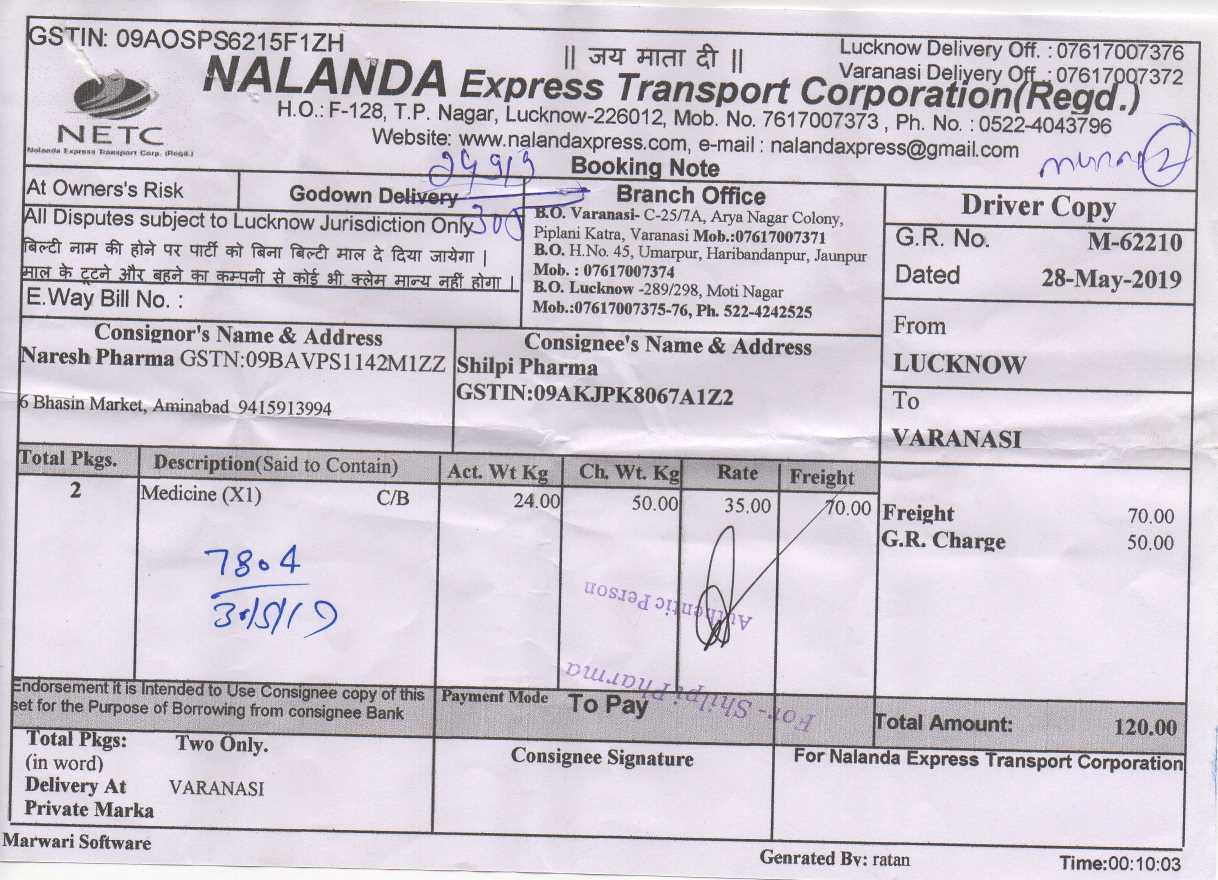 GSTIN: 09AOSPS6215F1ZH
|| जय माता दी ||
Lucknow Delivery Off. : 07617007376
Varanasi Delivery Off : 07617007372
NALANDA Express Transport Corporation(Regd.)
H.O.: F-128, T.P. Nagar, Lucknow-226012, Mob. No. 7617007373 , Ph. No. : 0522-4043796
Website: www.nalandaxpress.com, e-mail : nalandaxpress@gmail.com
NETC
Nalanda Express Transport Corp. (Regd.)
2
Booking Note
At Owners's Risk
Godown Delivery
All Disputes subject to Lucknow Jurisdiction Only
बिल्टी नाम की होने पर पार्टी को बिना बिल्टी माल दे दिया जायेगा |
माल के टूटने और बहने का कम्पनी से कोई भी क्लेम मान्य नहीं होगा |
E.Way Bill No. :
Branch Office
B.O. Varanasi- C-25/7A, Arya Nagar Colony,
Piplani Katra, Varanasi Mob.:07617007371
B.O. H.No. 45, Umarpur, Haribandanpur, Jaunpur
Mob. : 07617007374
B.O. Lucknow -289/298, Moti Nagar
Mob.:07617007375-76, Ph. 522-4242525
Driver Copy
G.R. No. M-62210
Dated 28-May-2019
From
LUCKNOW
To
VARANASI
Consignor's Name & Address
Naresh Pharma GSTN:09BAVPS1142M1ZZ
6 Bhasin Market, Aminabad 9415913994
Consignee's Name & Address
Shilpi Pharma
GSTIN:09AKJPK8067A1Z2
Total Pkgs. Description(Said to Contain) Act. Wt Kg Ch. Wt. Kg Rate Freight
2 Medicine (X1) C/B 24.00 50.00 35.00 70.00
Freight 70.00
G.R. Charge 50.00
7804
30/5/19
Authentic Person
For - Shilpi Pharma
Endorsement it is Intended to Use Consignee copy of this
set for the Purpose of Borrowing from consignee Bank
Payment Mode To Pay
Total Amount: 120.00
Total Pkgs: Two Only.
(in word)
Delivery At VARANASI
Private Marka
Consignee Signature
For Nalanda Express Transport Corporation
Marwari Software
Genrated By: ratan
Time:00:10:03